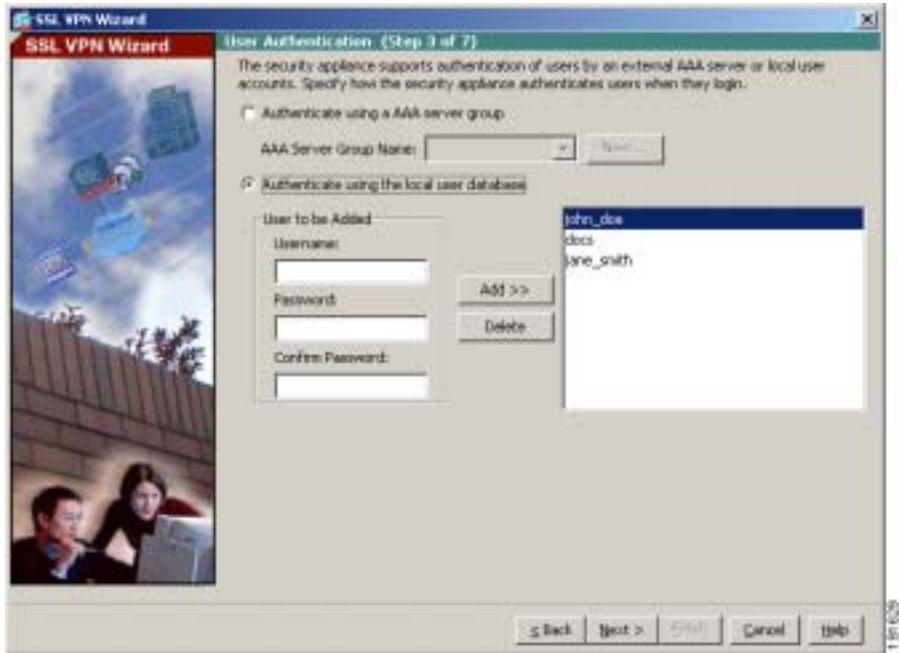 SSL VPN Wizard
SSL VPN Wizard
User Authentication (Step 3 of 7)
The security appliance supports authentication of users by an external AAA server or local user
accounts. Specify how the security appliance authenticates users when they login.
Authenticate using a AAA server group
AAA Server Group Name:
New...
Authenticate using the local user database
User to be Added
Username:
Password:
Confirm Password:
Add >>
Delete
john_doe
docs
jane_smith
< Back
Next >
Finish
Cancel
Help